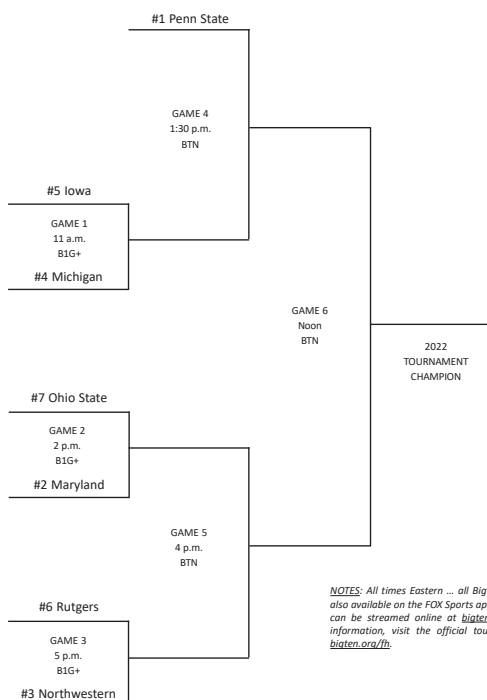 #1 Penn State
GAME 4
1:30 p.m.
BTN
#5 Iowa
GAME 1
11 a.m.
B1G+
#4 Michigan
GAME 6
Noon
BTN
2022
TOURNAMENT
CHAMPION
#7 Ohio State
GAME 2
2 p.m.
B1G+
#2 Maryland
GAME 5
4 p.m.
BTN
#6 Rutgers
GAME 3
5 p.m.
B1G+
#3 Northwestern
NOTES: All times Eastern ... all Big
also available on the FOX Sports ap
can be streamed online at bigten
information, visit the official tou
bigten.org/fh.